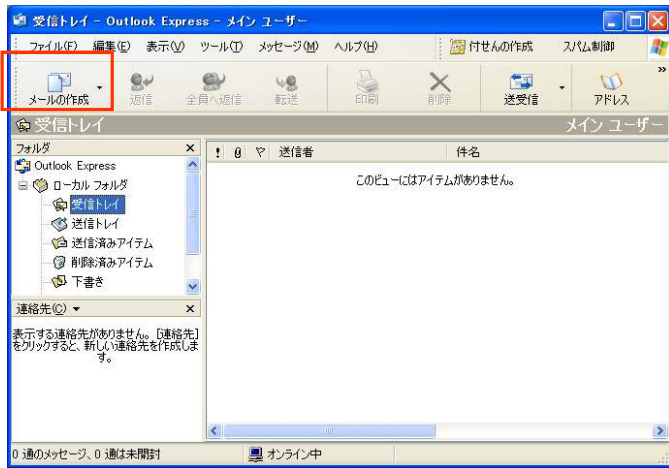 受信トレイ - Outlook Express - メイン ユーザー
ファイル(F) 編集(E) 表示(V) ツール(T) メッセージ(M) ヘルプ(H) 付せんの作成 スパム制御
メールの作成 返信 全員へ返信 転送 印刷 削除 送受信 アドレス »
受信トレイ メイン ユーザー
フォルダ × ! 送信者 件名
Outlook Express
このビューにはアイテムがありません。
ローカル フォルダ
受信トレイ
送信トレイ
送信済みアイテム
削除済みアイテム
下書き
連絡先(C) ×
表示する連絡先がありません。[連絡先]
をクリックすると、新しい連絡先を作成しま
す。
0 通のメッセージ、0 通は未開封 オンライン中